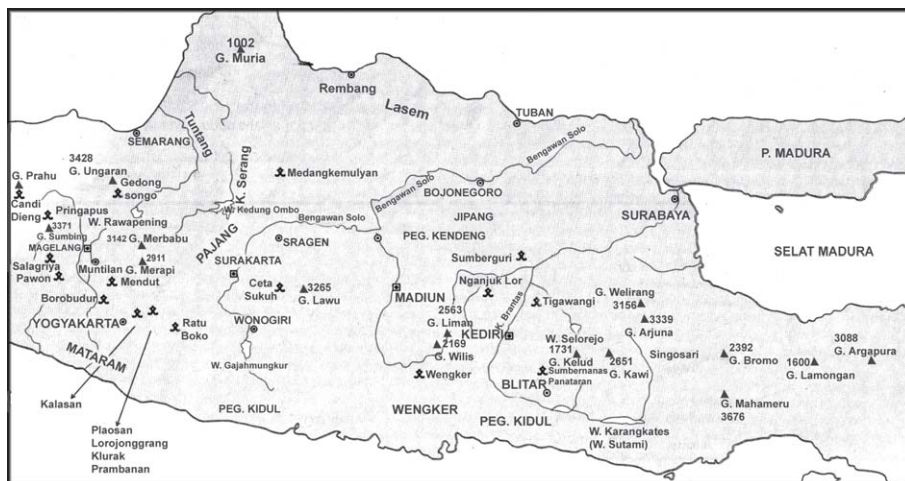 1002
G. Muria
Rembang
Lasem
TUBAN
P. MADURA
SELAT MADURA
SEMARANG
Tuntang
K. Serang
3428
G. Ungaran
Gedong
songo
Medangkemulyan
Bengawan Solo
Bengawan Solo
BOJONEGORO
SURABAYA
G. Prahu
Candi
Dieng
Pringapus
W. Rawapening
3371
G. Sumbing
MAGELANG
3142 G. Merbabu
W. Kedung Ombo
PAJANG
Bengawan Solo
SRAGEN
JIPANG
PEG. KENDENG
Sumberguri
Salagriya
Pawon
Muntilan
2911
G. Merapi
Mendut
Borobudur
SURAKARTA
Ceta
Sukuh
3265
G. Lawu
MADIUN
Nganjuk Lor
Tigawangi
G. Welirang
3156
3339
G. Arjuna
YOGYAKARTA
Ratu
Boko
WONOGIRI
2563
G. Liman
2169
G. Wilis
KEDIRI
K. Brantas
W. Selorejo
1731
G. Kelud
2651
G. Kawi
Singosari
2392
G. Bromo
1600
G. Lamongan
3088
G. Argapura
MATARAM
W. Gajahmungkur
Wengker
Sumbernanas
Panataran
BLITAR
G. Mahameru
3676
Kalasan
PEG. KIDUL
WENGKER
PEG. KIDUL
W. Karangkates
(W. Sutami)
Plaosan
Lorojonggrang
Klurak
Prambanan